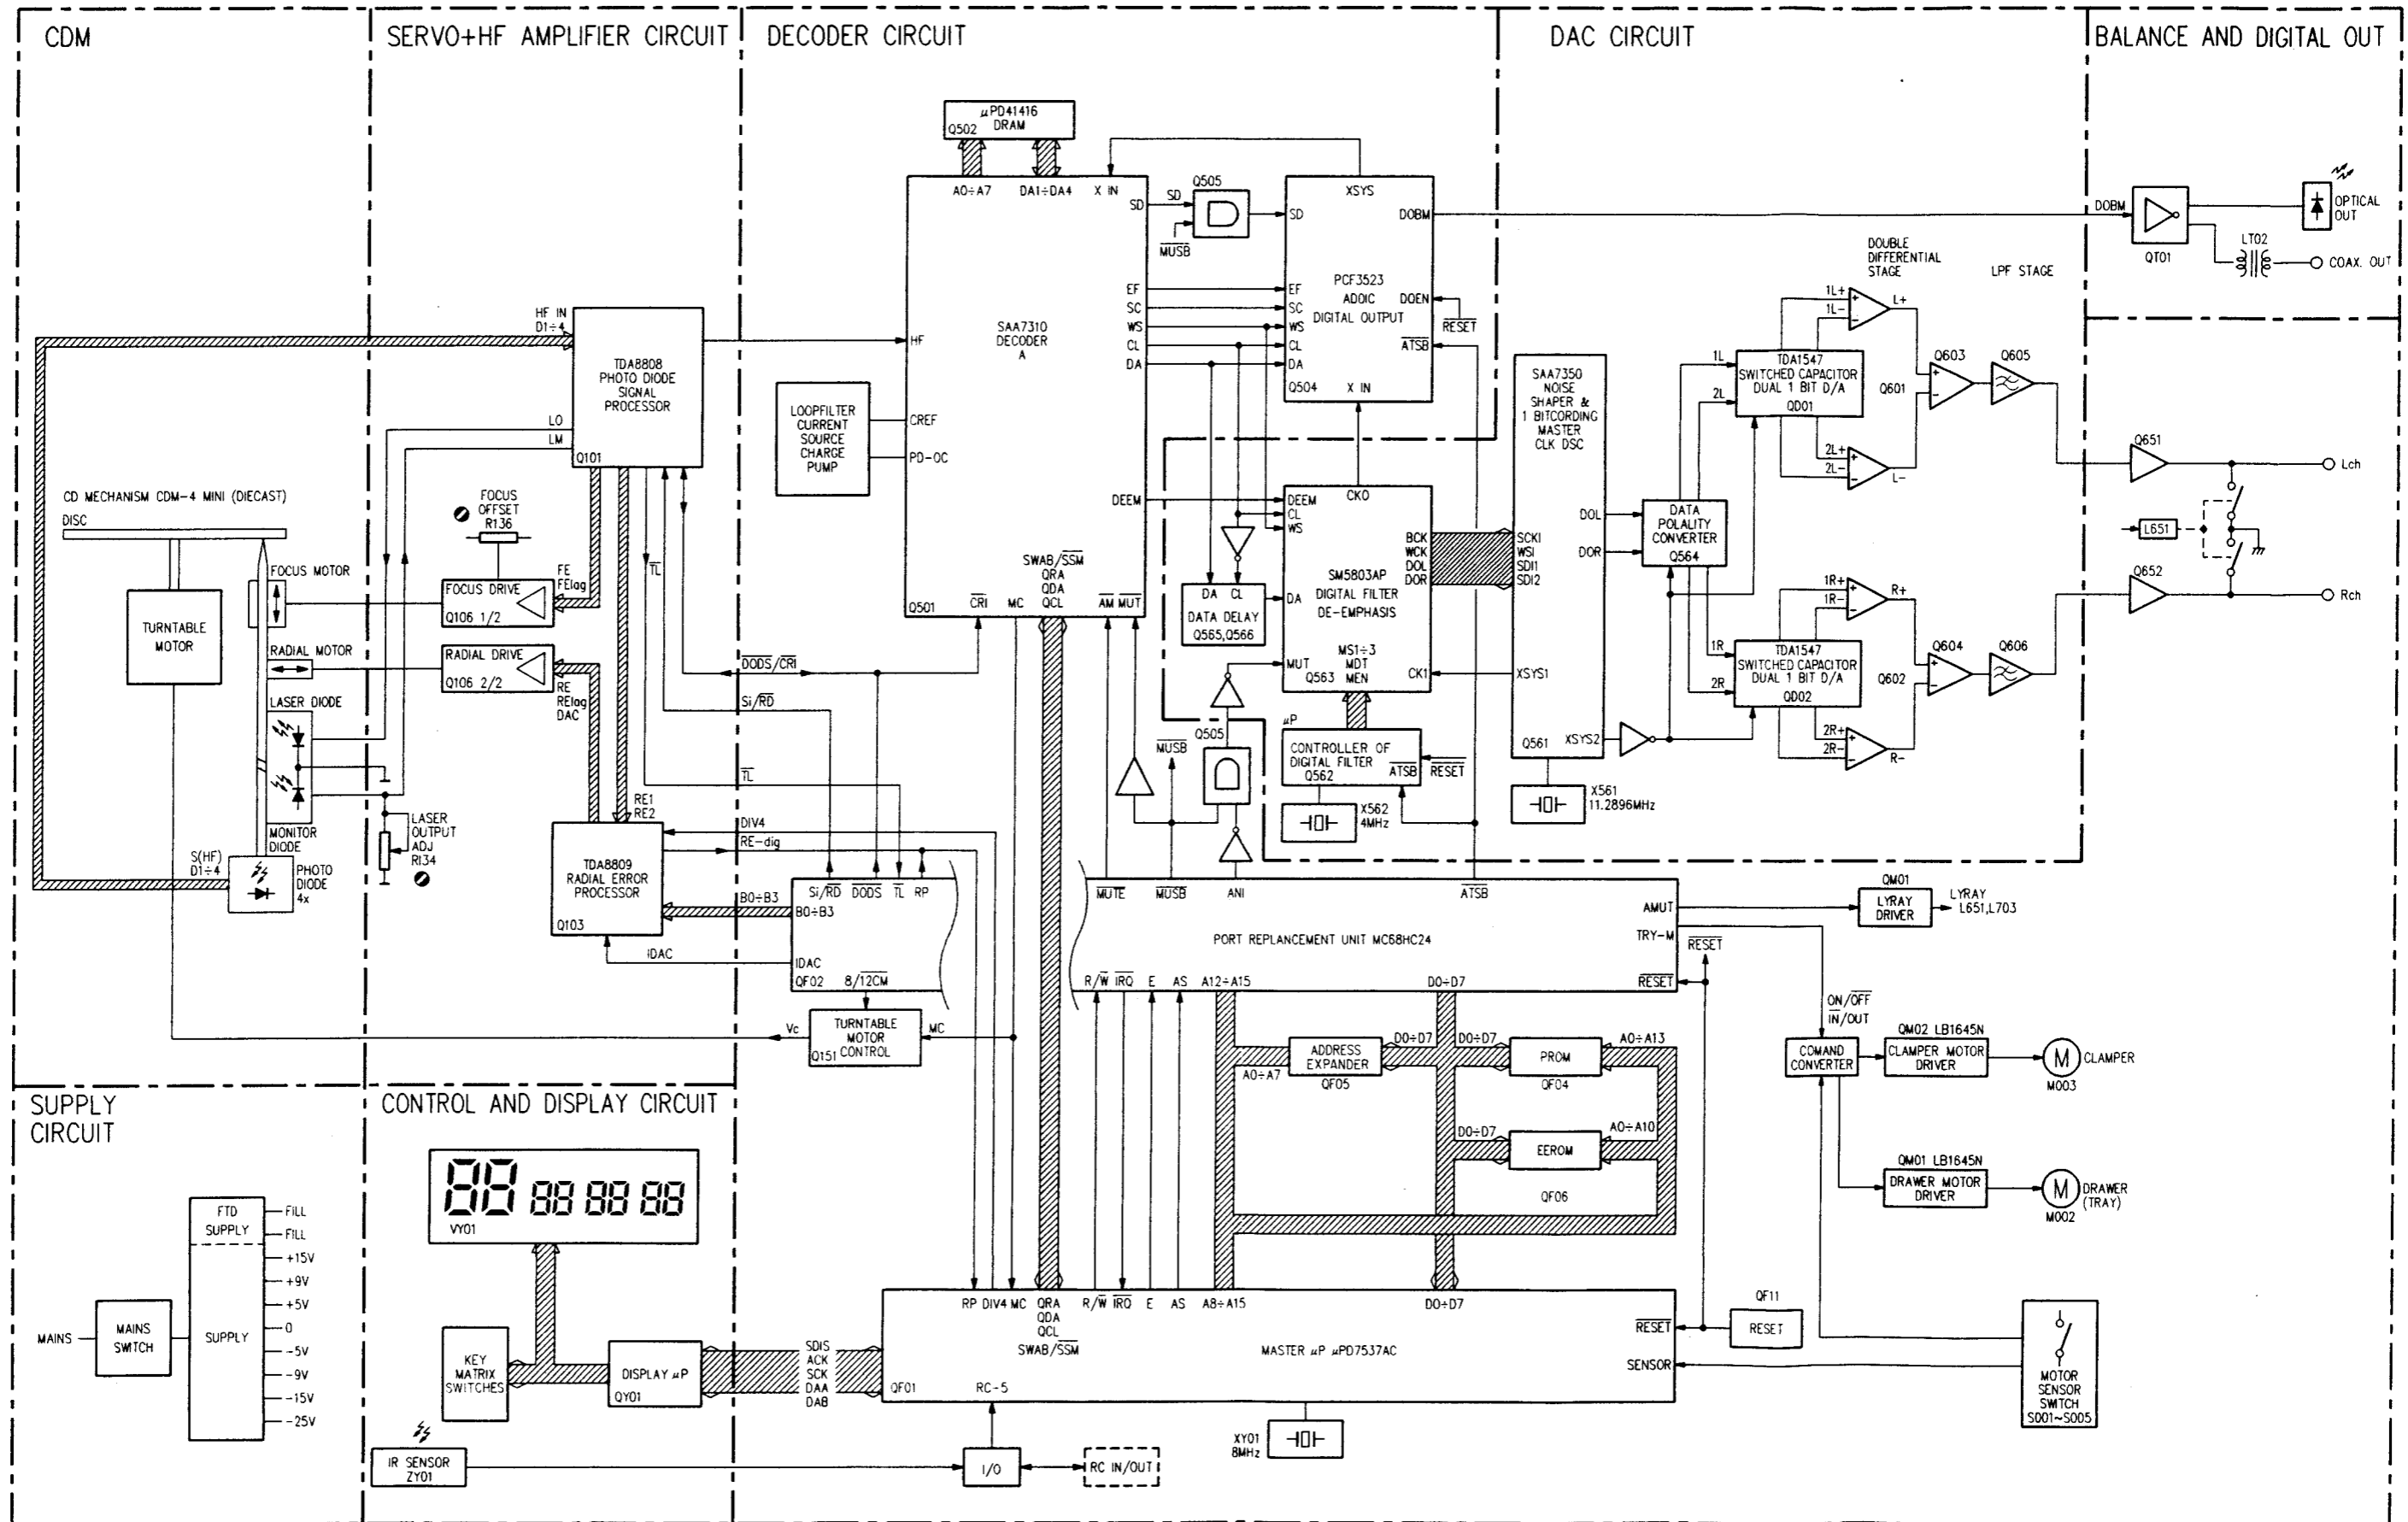 CDM
SERVO+HF AMPLIFIER CIRCUIT
DECODER CIRCUIT
DAC CIRCUIT
BALANCE AND DIGITAL OUT
CD MECHANISM CDM-4 MINI (DIECAST)
DISC
TURNTABLE
MOTOR
FOCUS MOTOR
RADIAL MOTOR
LASER DIODE
MONITOR
DIODE
S(HF)
D1÷4
PHOTO
DIODE
4x
HF IN
D1÷4
TDA8808
PHOTO DIODE
SIGNAL
PROCESSOR
Q101
LO
LM
FOCUS
OFFSET
R136
FOCUS DRIVE
Q106 1/2
FE
FElag
RADIAL DRIVE
Q106 2/2
RE
RElag
DAC
TL
LASER
OUTPUT
ADJ
R134
RE1
RE2
TDA8809
RADIAL ERROR
PROCESSOR
Q103
DODS/CRI
Si/RD
TL
DIV4
RE-dig
B0÷B3
iDAC
µPD41416
DRAM
Q502
A0÷A7
DA1÷DA4
X IN
SAA7310
DECODER
A
HF
CREF
PD-OC
SD
EF
SC
WS
CL
DA
DEEM
SWAB/SSM
QRA
QDA
QCL
Q501
CRI
MC
AM
MUT
LOOPFILTER
CURRENT
SOURCE
CHARGE
PUMP
SD
Q505
MUSB
XSYS
SD
DOBM
PCF3523
ADOIC
DIGITAL OUTPUT
EF
SC
WS
CL
DA
DOEN
RESET
ATSB
Q504
X IN
CKO
DEEM
CL
WS
BCK
WCK
DOL
DOR
SM5803AP
DIGITAL FILTER
DE-EMPHASIS
DA
MUT
MS1÷3
MDT
MEN
Q563
CK1
DA CL
DATA DELAY
Q565,Q566
Q505
MUSB
µP
CONTROLLER OF
DIGITAL FILTER
Q562
ATSB
RESET
X562
4MHz
SAA7350
NOISE
SHAPER &
1 BITCORDING
MASTER
CLK DSC
DOL
DOR
SCKI
WSI
SDI1
SDI2
XSYS1
XSYS2
Q561
X561
11.2896MHz
DATA
POLALITY
CONVERTER
Q564
DOUBLE
DIFFERENTIAL
STAGE
LPF STAGE
1L+
1L-
L+
1L
2L
TDA1547
SWITCHED CAPACITOR
DUAL 1 BIT D/A
QD01
Q601
2L+
2L-
L-
Q603
Q605
1R+
1R-
R+
1R
2R
TDA1547
SWITCHED CAPACITOR
DUAL 1 BIT D/A
QD02
Q602
2R+
2R-
R-
Q604
Q606
DOBM
QT01
OPTICAL
OUT
LT02
COAX. OUT
Q651
Lch
L651
Q652
Rch
Si/RD DODS TL RP
B0÷B3
IDAC
QF02
8/12CM
TURNTABLE
MOTOR
CONTROL
Q151
Vc
MC
MUTE
MUSB
ANI
ATSB
AMUT
TRY-M
RESET
PORT REPLANCEMENT UNIT MC68HC24
R/W IRQ E AS A12÷A15
D0÷D7
RESET
QM01
LYRAY
DRIVER
LYRAY
L651,L703
ADDRESS
EXPANDER
QF05
A0÷A7
D0÷D7
D0÷D7
PROM
QF04
A0÷A13
D0÷D7
EEROM
QF06
A0÷A10
ON/OFF
IN/OUT
COMAND
CONVERTER
QM02 LB1645N
CLAMPER MOTOR
DRIVER
M
CLAMPER
M003
QM01 LB1645N
DRAWER MOTOR
DRIVER
M
DRAWER
(TRAY)
M002
SUPPLY
CIRCUIT
MAINS
MAINS
SWITCH
FTD
SUPPLY
SUPPLY
FILL
FILL
+15V
+9V
+5V
0
-5V
-9V
-15V
-25V
CONTROL AND DISPLAY CIRCUIT
88 88 88 88
VY01
KEY
MATRIX
SWITCHES
DISPLAY µP
QY01
SDIS
ACK
SCK
DAA
DAB
IR SENSOR
ZY01
I/O
RC IN/OUT
RP DIV4 MC QRA R/W IRQ E AS A8÷A15
QDA
QCL
SWAB/SSM
D0÷D7
MASTER µP µPD7537AC
QF01
RC-5
RESET
SENSOR
XY01
8MHz
QF11
RESET
MOTOR
SENSOR
SWITCH
S001~S005